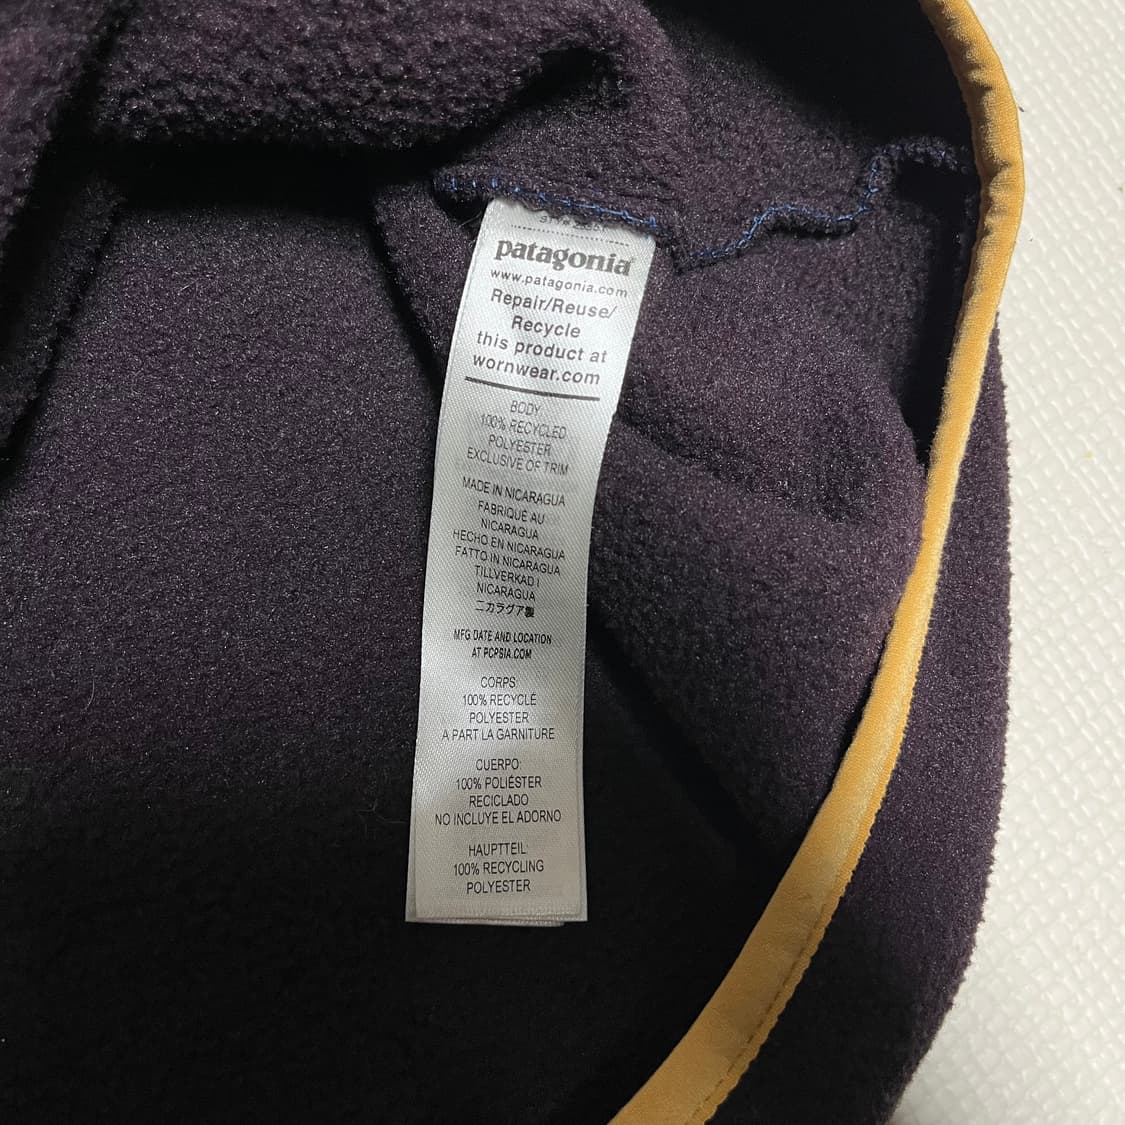 patagonia
www.patagonia.com
Repair/Reuse/
Recycle
this product at
wornwear.com
BODY:
100% RECYCLED
POLYESTER
EXCLUSIVE OF TRIM
MADE IN NICARAGUA
FABRIQUÉ AU
NICARAGUA
HECHO EN NICARAGUA
FATTO IN NICARAGUA
TILLVERKAD I
NICARAGUA
ニカラグア製
MFG DATE AND LOCATION
AT PCPSIA.COM
CORPS:
100% RECYCLÉ
POLYESTER
A PART LA GARNITURE
CUERPO:
100% POLIÉSTER
RECICLADO
NO INCLUYE EL ADORNO
HAUPTTEIL:
100% RECYCLING
POLYESTER